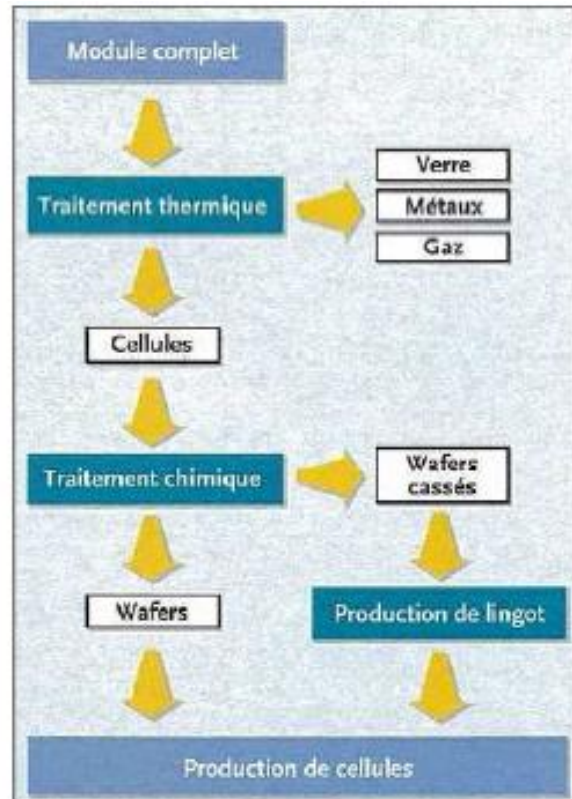 Module complet
Traitement thermique
Verre
Métaux
Gaz
Cellules
Traitement chimique
Wafers
cassés
Wafers
Production de lingot
Production de cellules